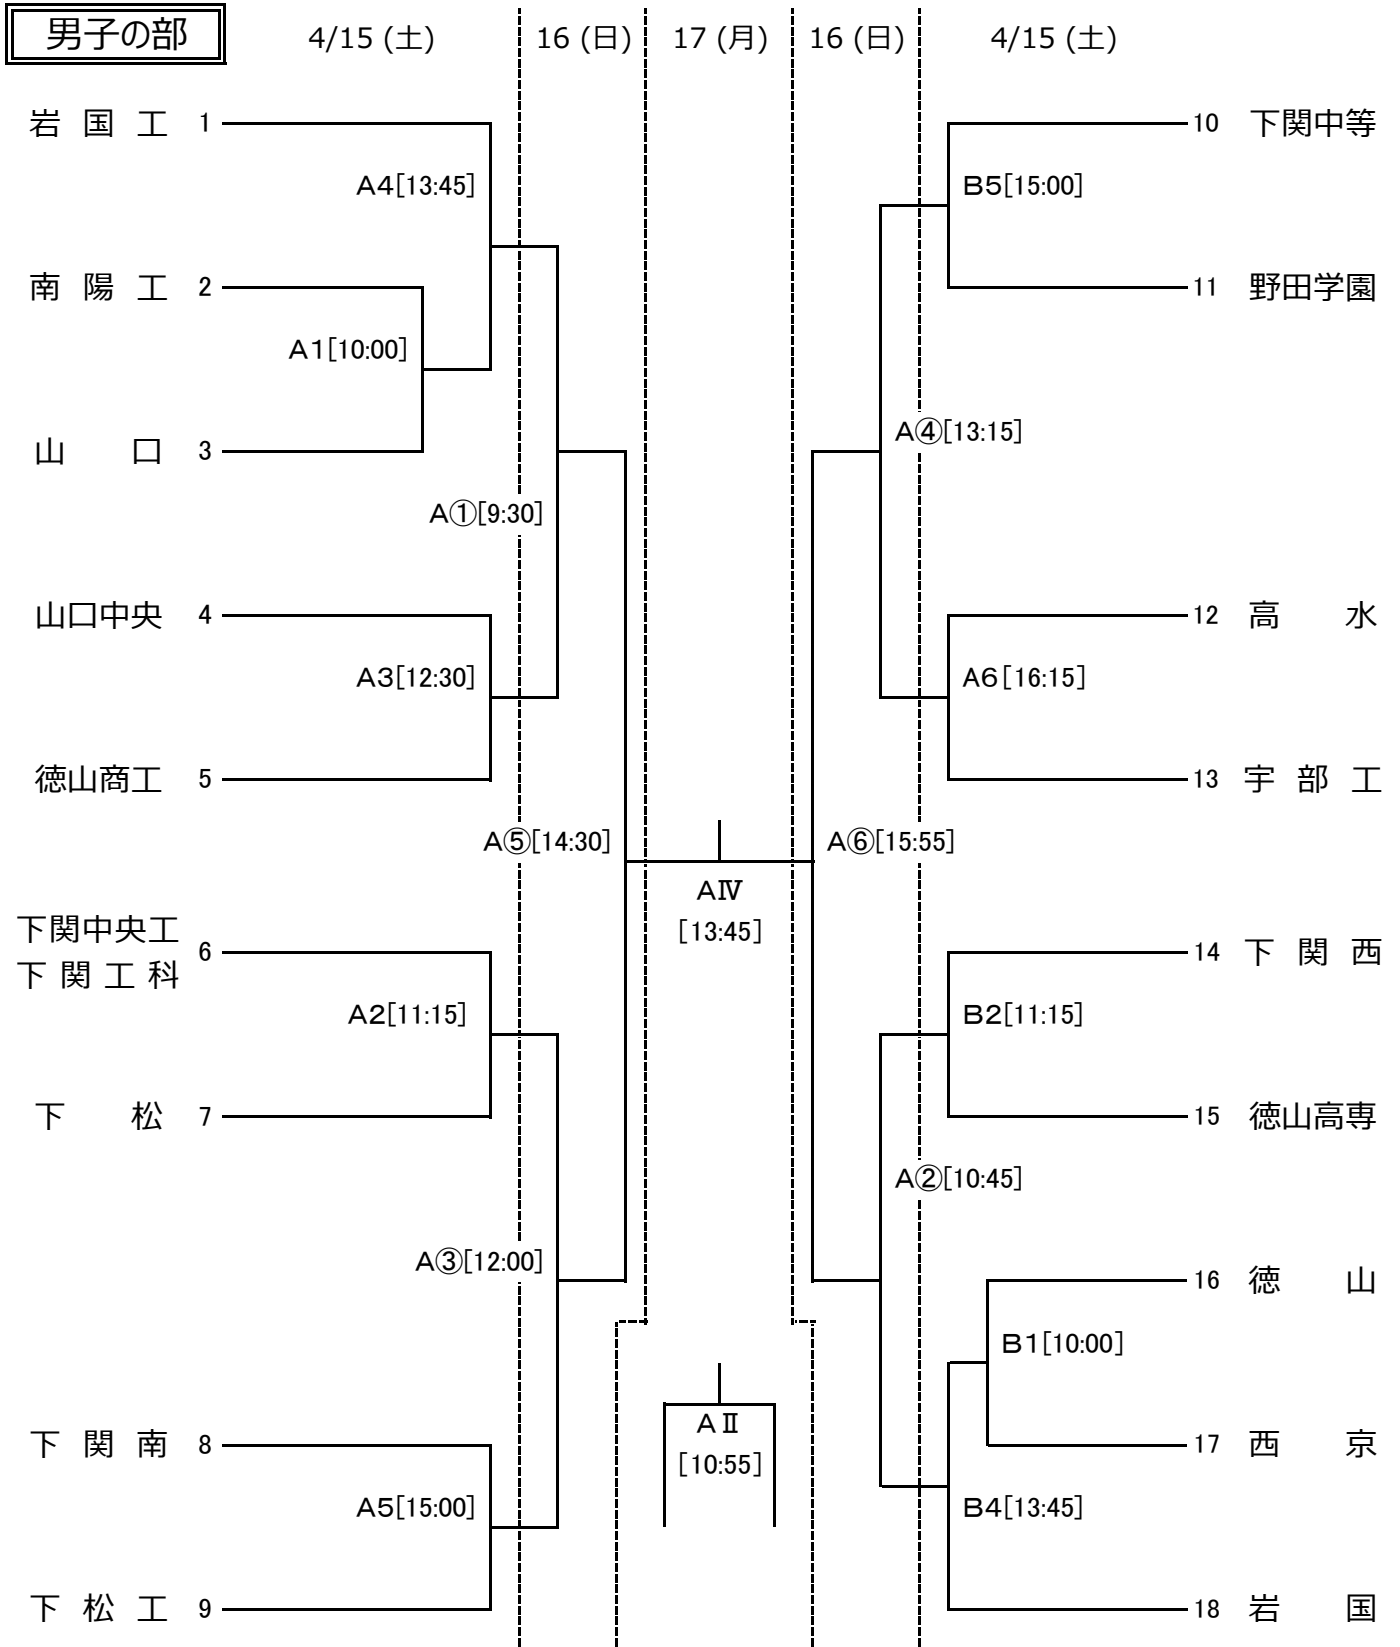 男子の部 4/15 (土) 16 (日) 17 (月) 16 (日) 4/15 (土)
岩国工 1 10 下関中等
A4[13:45] B5[15:00]
南陽工 2 11 野田学園
A1[10:00]
A④[13:15]
山口 3
A①[9:30]
山口中央 4 12 高水
A3[12:30] A6[16:15]
徳山商工 5 13 宇部工
A⑤[14:30] A⑥[15:55]
AⅣ
[13:45]
下関中央工
6 14 下関西
下関工科
A2[11:15] B2[11:15]
下松 7 15 徳山高専
A②[10:45]
A③[12:00]
16 徳山
B1[10:00]
AⅡ
下関南 8 17 西京
[10:55]
A5[15:00] B4[13:45]
下松工 9 18 岩国